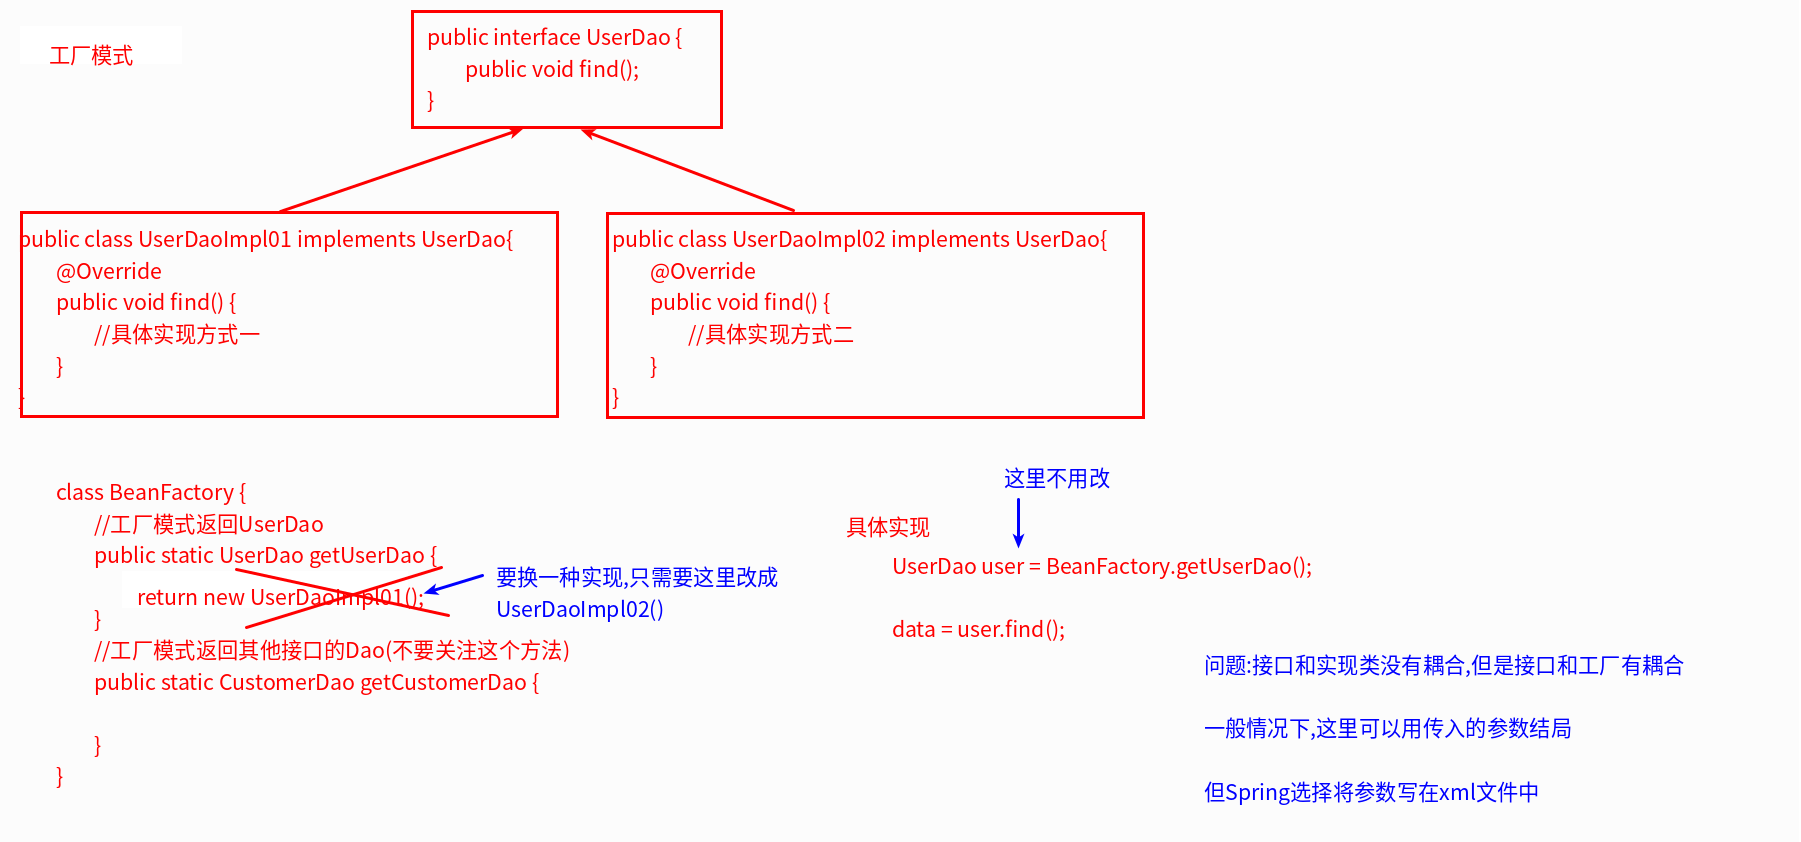 工厂模式
public interface UserDao {
public void find();
}
public class UserDaoImpl01 implements UserDao{
@Override
public void find() {
//具体实现方式一
}
}
public class UserDaoImpl02 implements UserDao{
@Override
public void find() {
//具体实现方式二
}
}
class BeanFactory {
//工厂模式返回UserDao
public static UserDao getUserDao {
return new UserDaoImpl01();
}
//工厂模式返回其他接口的Dao(不要关注这个方法)
public static CustomerDao getCustomerDao {
}
}
要换一种实现,只需要这里改成
UserDaoImpl02()
这里不用改
具体实现
UserDao user = BeanFactory.getUserDao();
data = user.find();
问题:接口和实现类没有耦合,但是接口和工厂有耦合
一般情况下,这里可以用传入的参数结局
但Spring选择将参数写在xml文件中